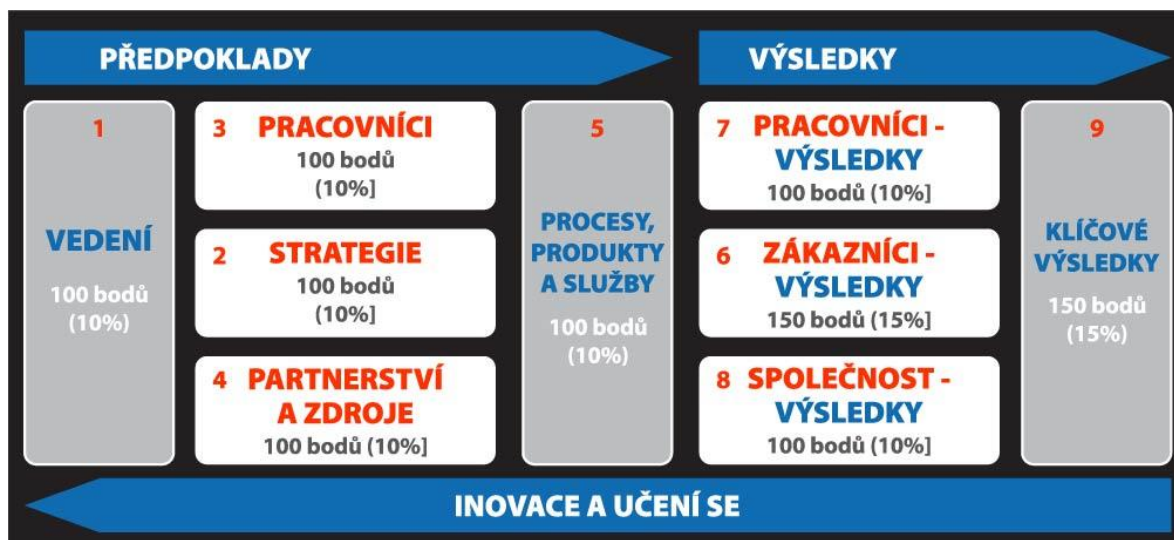 PŘEDPOKLADY
VÝSLEDKY
1
VEDENÍ
100 bodů
(10%)
3 PRACOVNÍCI
100 bodů
(10%]
2 STRATEGIE
100 bodů
(10%]
4 PARTNERSTVÍ
A ZDROJE
100 bodů (10%]
5
PROCESY,
PRODUKTY
A SLUŽBY
100 bodů
(10%)
7 PRACOVNÍCI -
VÝSLEDKY
100 bodů (10%]
6 ZÁKAZNÍCI -
VÝSLEDKY
150 bodů (15%]
8 SPOLEČNOST -
VÝSLEDKY
100 bodů (10%]
9
KLÍČOVÉ
VÝSLEDKY
150 bodů
(15%)
INOVACE A UČENÍ SE